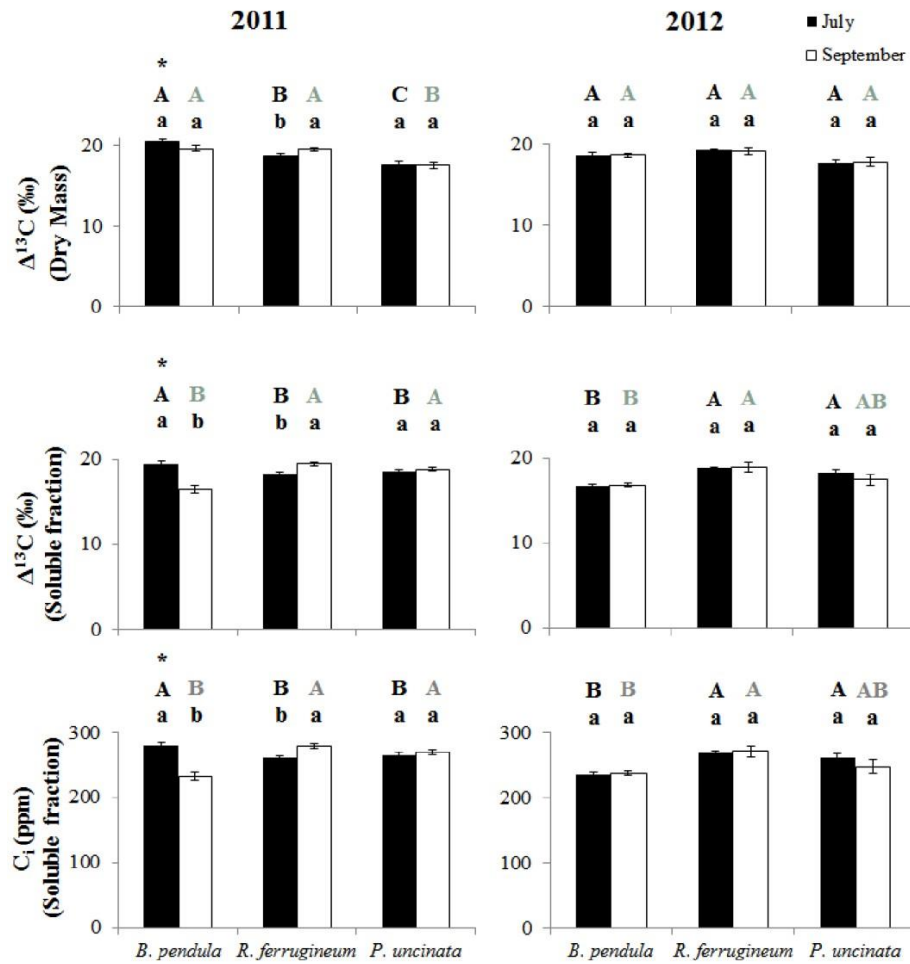 2011
2012
■ July
□ September
*
A A B A C B
a a b a a a
A A A A A A
a a a a a a
Δ¹³C (‰)
(Dry Mass)
20
10
0
20
10
0
*
A B B A B A
a b b a a a
B B A A A AB
a a a a a a
Δ¹³C (‰)
(Soluble fraction)
20
10
0
20
10
0
*
A B B A B A
a b b a a a
B B A A A AB
a a a a a a
Cᵢ (ppm)
(Soluble fraction)
300
200
100
0
300
200
100
0
B. pendula R. ferrugineum P. uncinata
B. pendula R. ferrugineum P. uncinata